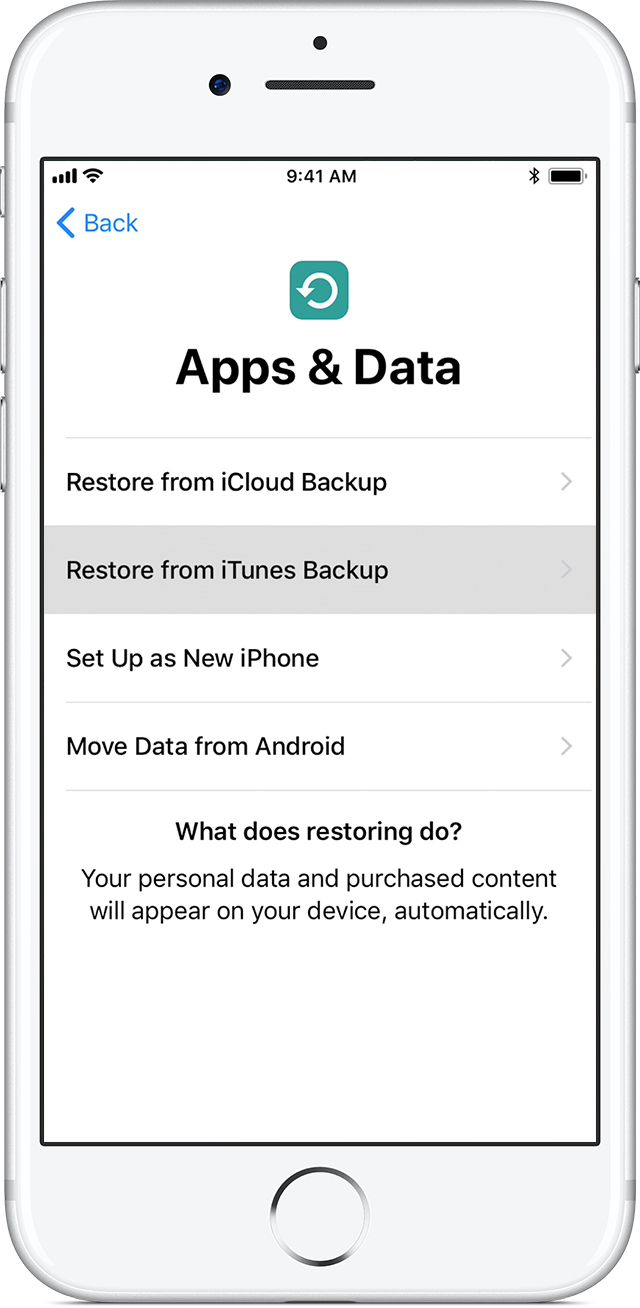 9:41 AM
Back
Apps & Data
Restore from iCloud Backup
Restore from iTunes Backup
Set Up as New iPhone
Move Data from Android
What does restoring do?
Your personal data and purchased content
will appear on your device, automatically.